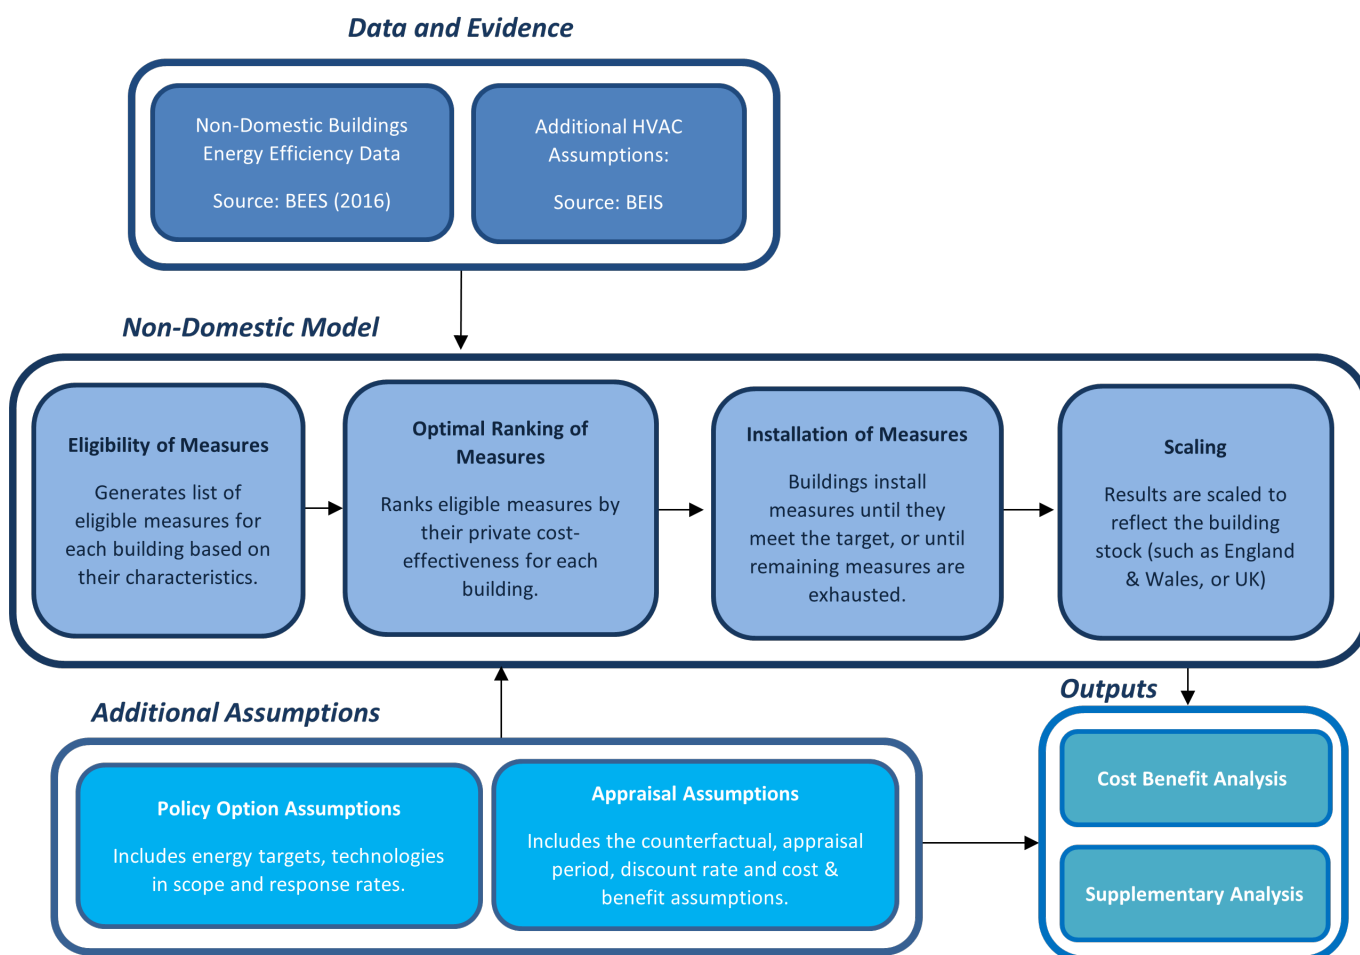 Data and Evidence
Non-Domestic Buildings
Energy Efficiency Data
Source: BEES (2016)
Additional HVAC
Assumptions:
Source: BEIS
Non-Domestic Model
Eligibility of Measures
Generates list of
eligible measures for
each building based on
their characteristics.
Optimal Ranking of
Measures
Ranks eligible measures by
their private cost-
effectiveness for each
building.
Installation of Measures
Buildings install
measures until they
meet the target, or until
remaining measures are
exhausted.
Scaling
Results are scaled to
reflect the building
stock (such as England
& Wales, or UK)
Additional Assumptions
Policy Option Assumptions
Includes energy targets, technologies
in scope and response rates.
Appraisal Assumptions
Includes the counterfactual, appraisal
period, discount rate and cost &
benefit assumptions.
Outputs
Cost Benefit Analysis
Supplementary Analysis